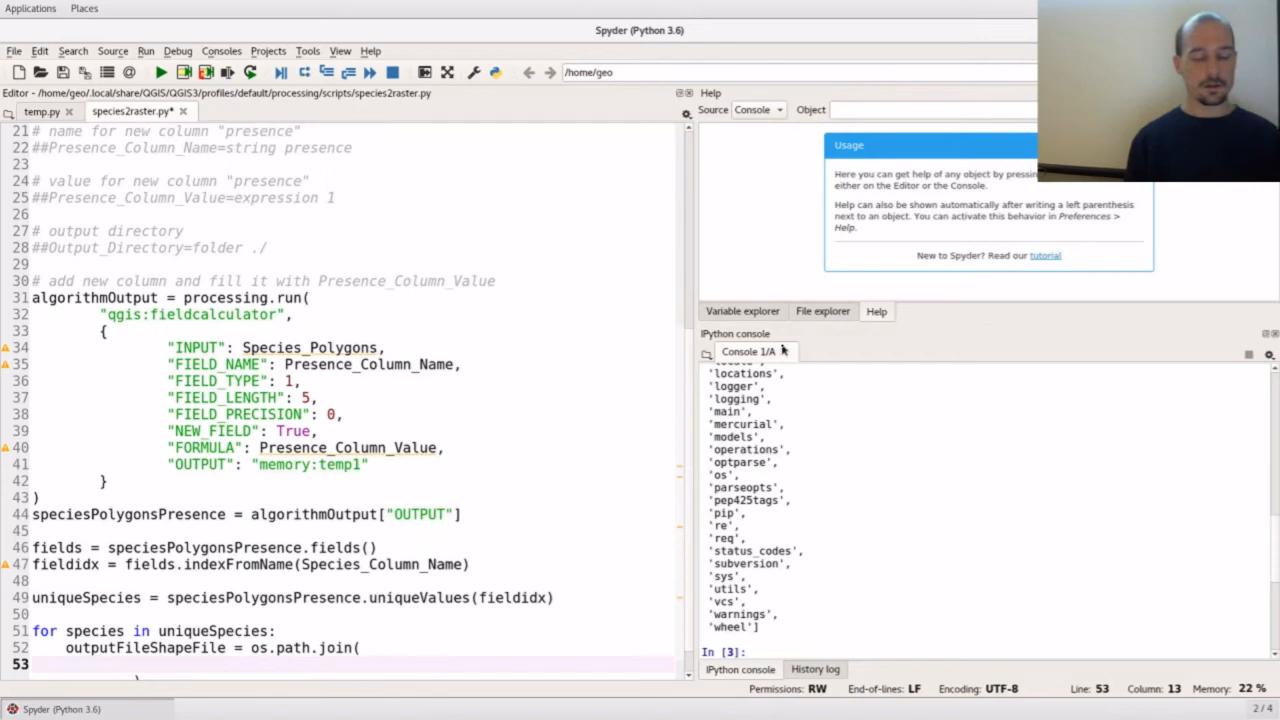 Applications Places
Spyder (Python 3.6)
File Edit Search Source Run Debug Consoles Projects Tools View Help
/home/geo
Editor - /home/geo/.local/share/QGIS/QGIS3/profiles/default/processing/scripts/species2raster.py
temp.py species2raster.py*
21 # name for new column "presence"
22 ##Presence_Column_Name=string presence
23
24 # value for new column "presence"
25 ##Presence_Column_Value=expression 1
26
27 # output directory
28 ##Output_Directory=folder ./
29
30 # add new column and fill it with Presence_Column_Value
31 algorithmOutput = processing.run(
32 "qgis:fieldcalculator",
33 {
34 "INPUT": Species_Polygons,
35 "FIELD_NAME": Presence_Column_Name,
36 "FIELD_TYPE": 1,
37 "FIELD_LENGTH": 5,
38 "FIELD_PRECISION": 0,
39 "NEW_FIELD": True,
40 "FORMULA": Presence_Column_Value,
41 "OUTPUT": "memory:temp1"
42 }
43 )
44 speciesPolygonsPresence = algorithmOutput["OUTPUT"]
45
46 fields = speciesPolygonsPresence.fields()
47 fieldidx = fields.indexFromName(Species_Column_Name)
48
49 uniqueSpecies = speciesPolygonsPresence.uniqueValues(fieldidx)
50
51 for species in uniqueSpecies:
52 outputFileShapeFile = os.path.join(
53
Help
Source Console Object
Usage
Here you can get help of any object by pressing
either on the Editor or the Console.
Help can also be shown automatically after writing a left parenthesis
next to an object. You can activate this behavior in Preferences >
Help.
New to Spyder? Read our tutorial
Variable explorer File explorer Help
IPython console
Console 1/A
'locations',
'logger',
'logging',
'main',
'mercurial',
'models',
'operations',
'optparse',
'os',
'parseopts',
'pep425tags',
'pip',
're',
'req',
'status_codes',
'subversion',
'sys',
'utils',
'vcs',
'warnings',
'wheel']
In [3]:
IPython console History log
Permissions: RW End-of-lines: LF Encoding: UTF-8 Line: 53 Column: 13 Memory: 22 %
Spyder (Python 3.6) 2 / 4